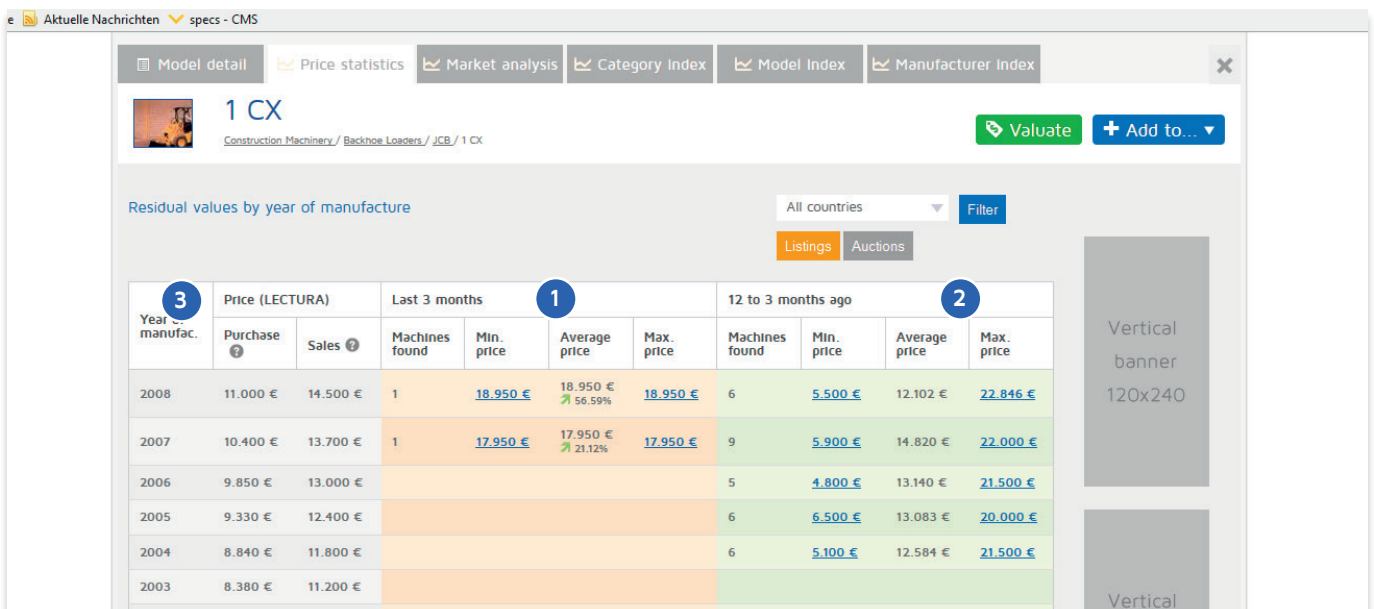 e Aktuelle Nachrichten specs - CMS
Model detail Price statistics Market analysis Category Index Model Index Manufacturer Index
1 CX
Construction Machinery / Backhoe Loaders / JCB / 1 CX
Valuate + Add to...
Residual values by year of manufacture
All countries Filter
Listings Auctions
3 Price (LECTURA) Last 3 months 1 12 to 3 months ago 2
Year
manufac. Purchase ? Sales ? Machines found Min. price Average price Max. price Machines found Min. price Average price Max. price
2008 11.000 € 14.500 € 1 18.950 € 18.950 € 56.59% 18.950 € 6 5.500 € 12.102 € 22.846 €
2007 10.400 € 13.700 € 1 17.950 € 17.950 € 21.12% 17.950 € 9 5.900 € 14.820 € 22.000 €
2006 9.850 € 13.000 € 5 4.800 € 13.140 € 21.500 €
2005 9.330 € 12.400 € 6 6.500 € 13.083 € 20.000 €
2004 8.840 € 11.800 € 6 5.100 € 12.584 € 21.500 €
2003 8.380 € 11.200 €
Vertical
banner
120x240
Vertical